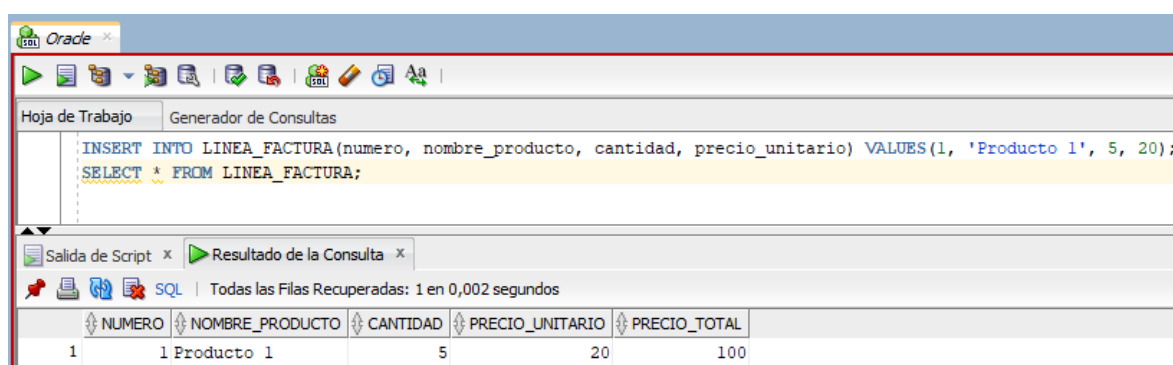 Oracle
Hoja de Trabajo Generador de Consultas
INSERT INTO LINEA_FACTURA(numero, nombre_producto, cantidad, precio_unitario) VALUES(1, 'Producto 1', 5, 20);
SELECT * FROM LINEA_FACTURA;
Salida de Script x Resultado de la Consulta x
SQL | Todas las Filas Recuperadas: 1 en 0,002 segundos
NUMERO NOMBRE_PRODUCTO CANTIDAD PRECIO_UNITARIO PRECIO_TOTAL
1 1 Producto 1 5 20 100